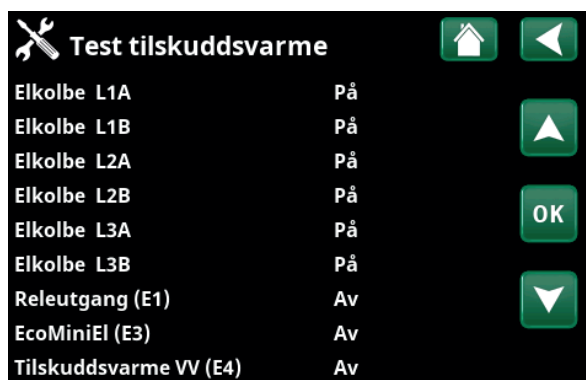 Test tilskuddsvarme
Elkolbe L1A På
Elkolbe L1B På
Elkolbe L2A På
Elkolbe L2B På
Elkolbe L3A På
Elkolbe L3B På
OK
Releutgang (E1) Av
EcoMiniEl (E3) Av
Tilskuddsvarme VV (E4) Av